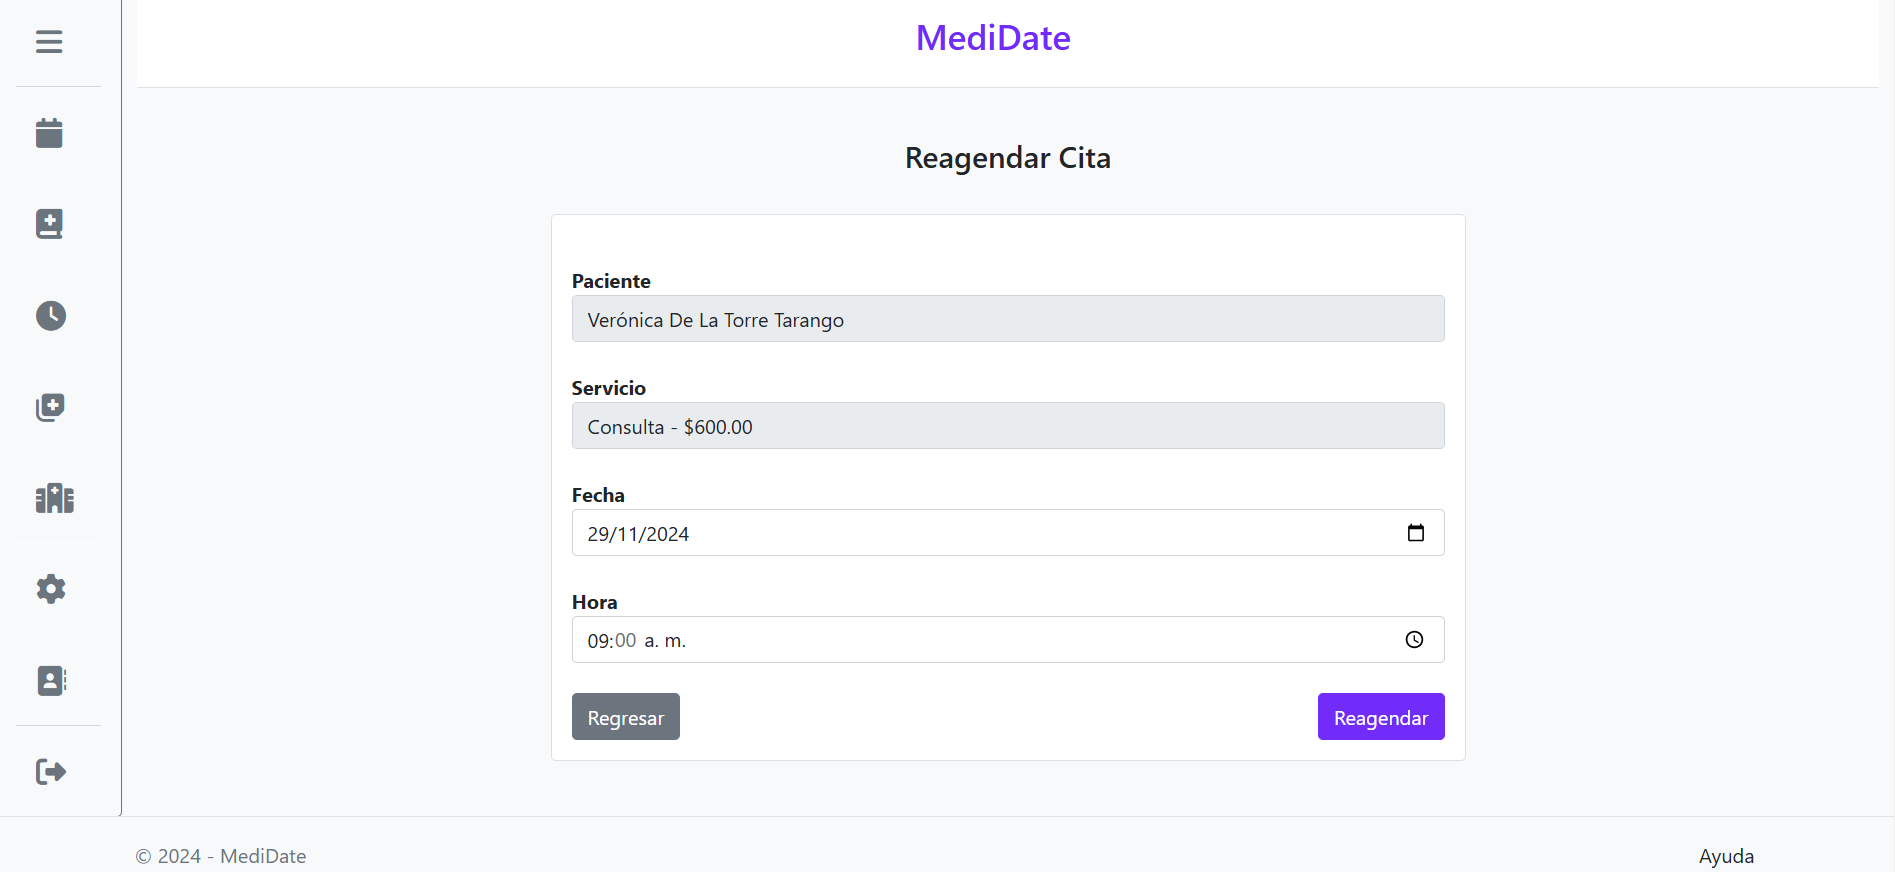 MediDate
Reagendar Cita
Paciente
Verónica De La Torre Tarango
Servicio
Consulta - $600.00
Fecha
29/11/2024
Hora
09:00 a. m.
Regresar
Reagendar
© 2024 - MediDate
Ayuda